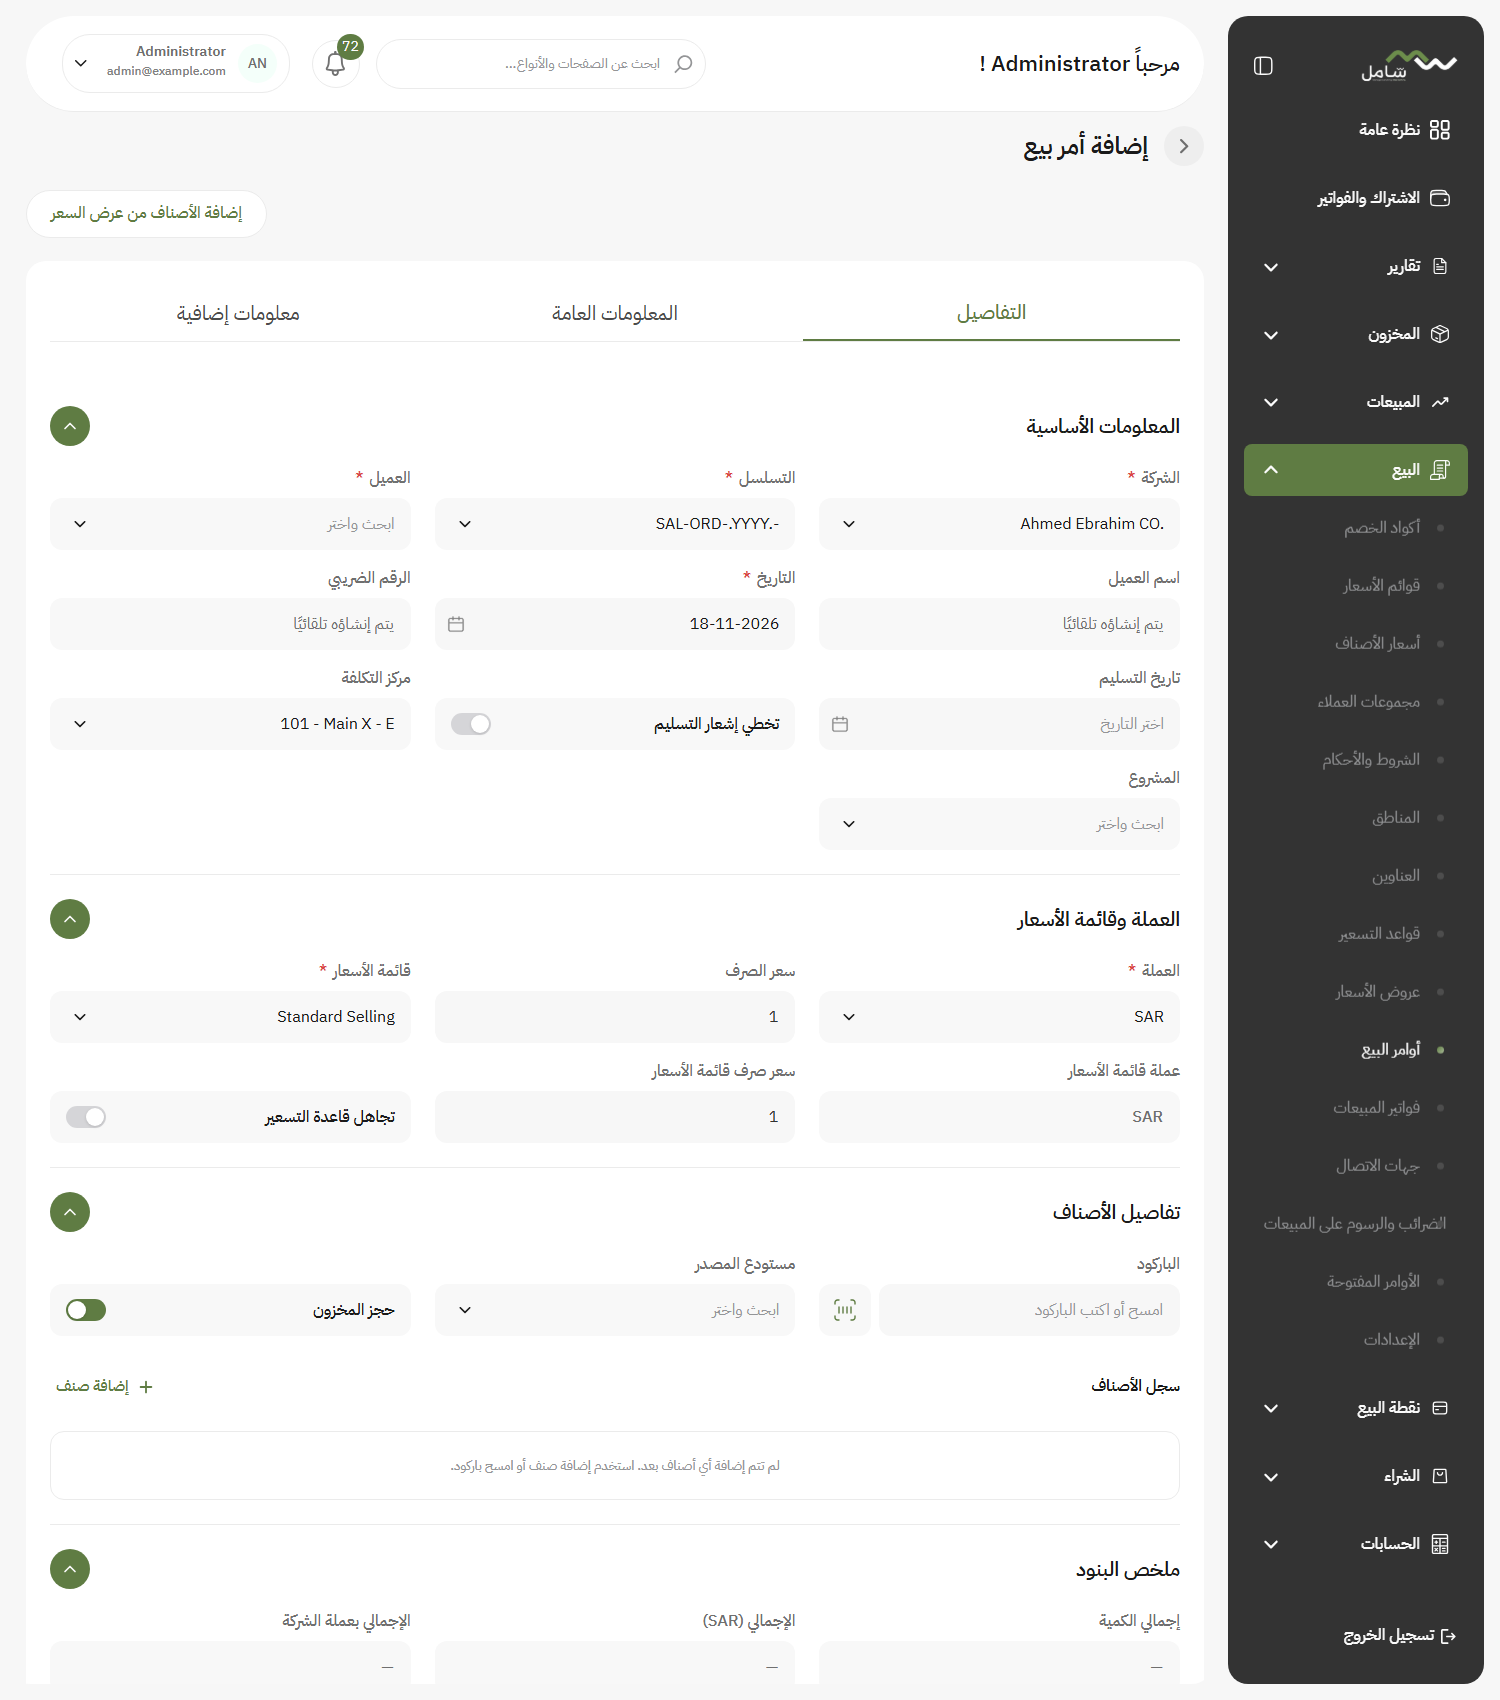 شامل
نظرة عامة
الاشتراك والفواتير
تقارير
المخزون
المبيعات
البيع
أكواد الخصم
قوائم الأسعار
أسعار الأصناف
مجموعات العملاء
الشروط والأحكام
المناطق
العناوين
قواعد التسعير
عروض الأسعار
أوامر البيع
فواتير المبيعات
جهات الاتصال
الضرائب والرسوم على المبيعات
الأوامر المفتوحة
الإعدادات
نقطة البيع
الشراء
الحسابات
تسجيل الخروج
مرحباً Administrator !
ابحث عن الصفحات والأنواع...
72
AN
Administrator
admin@example.com
إضافة أمر بيع
إضافة الأصناف من عرض السعر
التفاصيل
المعلومات العامة
معلومات إضافية
المعلومات الأساسية
الشركة *
التسلسل *
العميل *
Ahmed Ebrahim CO.
SAL-ORD-.YYYY.-
ابحث واختر
اسم العميل
التاريخ *
الرقم الضريبي
يتم إنشاؤه تلقائيًا
18-11-2026
يتم إنشاؤه تلقائيًا
تاريخ التسليم
مركز التكلفة
اختر التاريخ
تخطي إشعار التسليم
101 - Main X - E
المشروع
ابحث واختر
العملة وقائمة الأسعار
العملة *
سعر الصرف
قائمة الأسعار *
SAR
1
Standard Selling
عملة قائمة الأسعار
سعر صرف قائمة الأسعار
SAR
1
تجاهل قاعدة التسعير
تفاصيل الأصناف
الباركود
مستودع المصدر
امسح أو اكتب الباركود
ابحث واختر
حجز المخزون
سجل الأصناف
إضافة صنف
لم تتم إضافة أي أصناف بعد. استخدم إضافة صنف أو امسح باركود.
ملخص البنود
إجمالي الكمية
الإجمالي (SAR)
الإجمالي بعملة الشركة
—
—
—